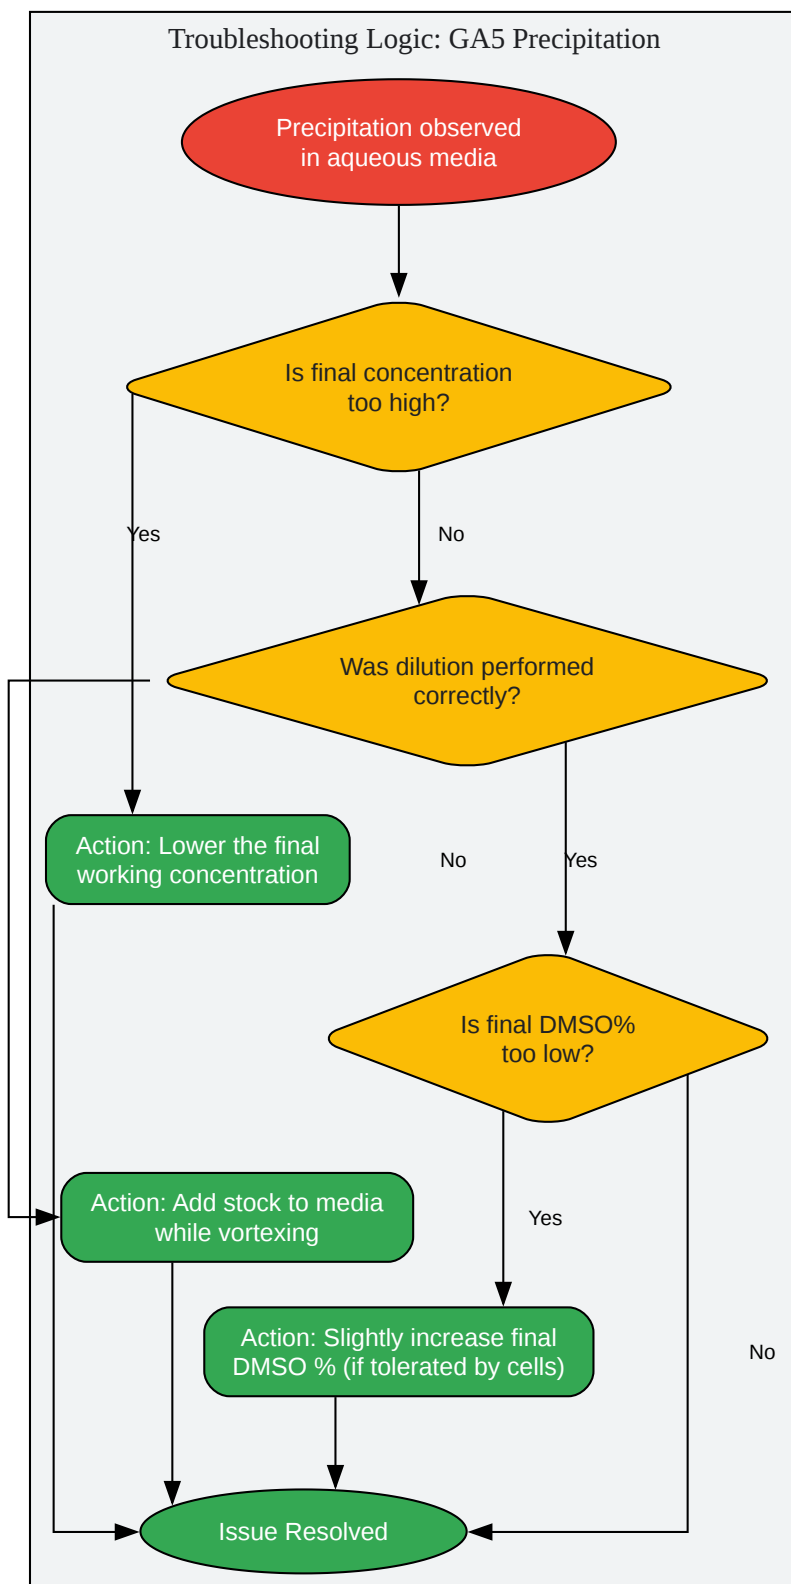 Troubleshooting Logic: GA5 Precipitation
Precipitation observed
in aqueous media
Is final concentration
too high?
Yes
No
Was dilution performed
correctly?
Action: Lower the final
working concentration
No
Yes
Is final DMSO%
too low?
Action: Add stock to media
while vortexing
Yes
Action: Slightly increase final
DMSO % (if tolerated by cells)
No
Issue Resolved